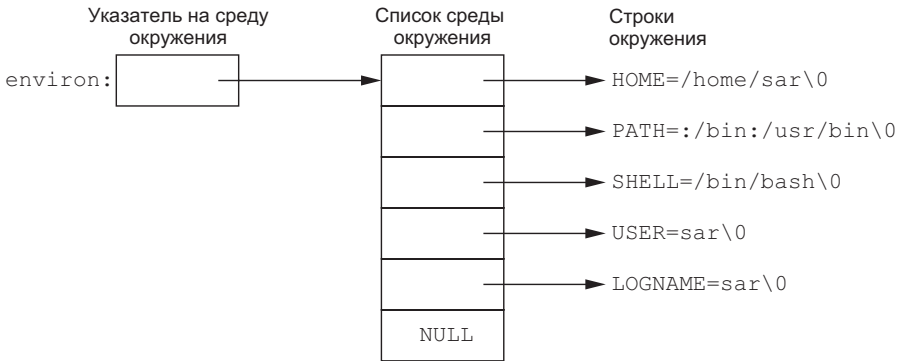 Указатель на среду
окружения
Список среды
окружения
Строки
окружения
environ:
HOME=/home/sar\0
PATH=:/bin:/usr/bin\0
SHELL=/bin/bash\0
USER=sar\0
LOGNAME=sar\0
NULL